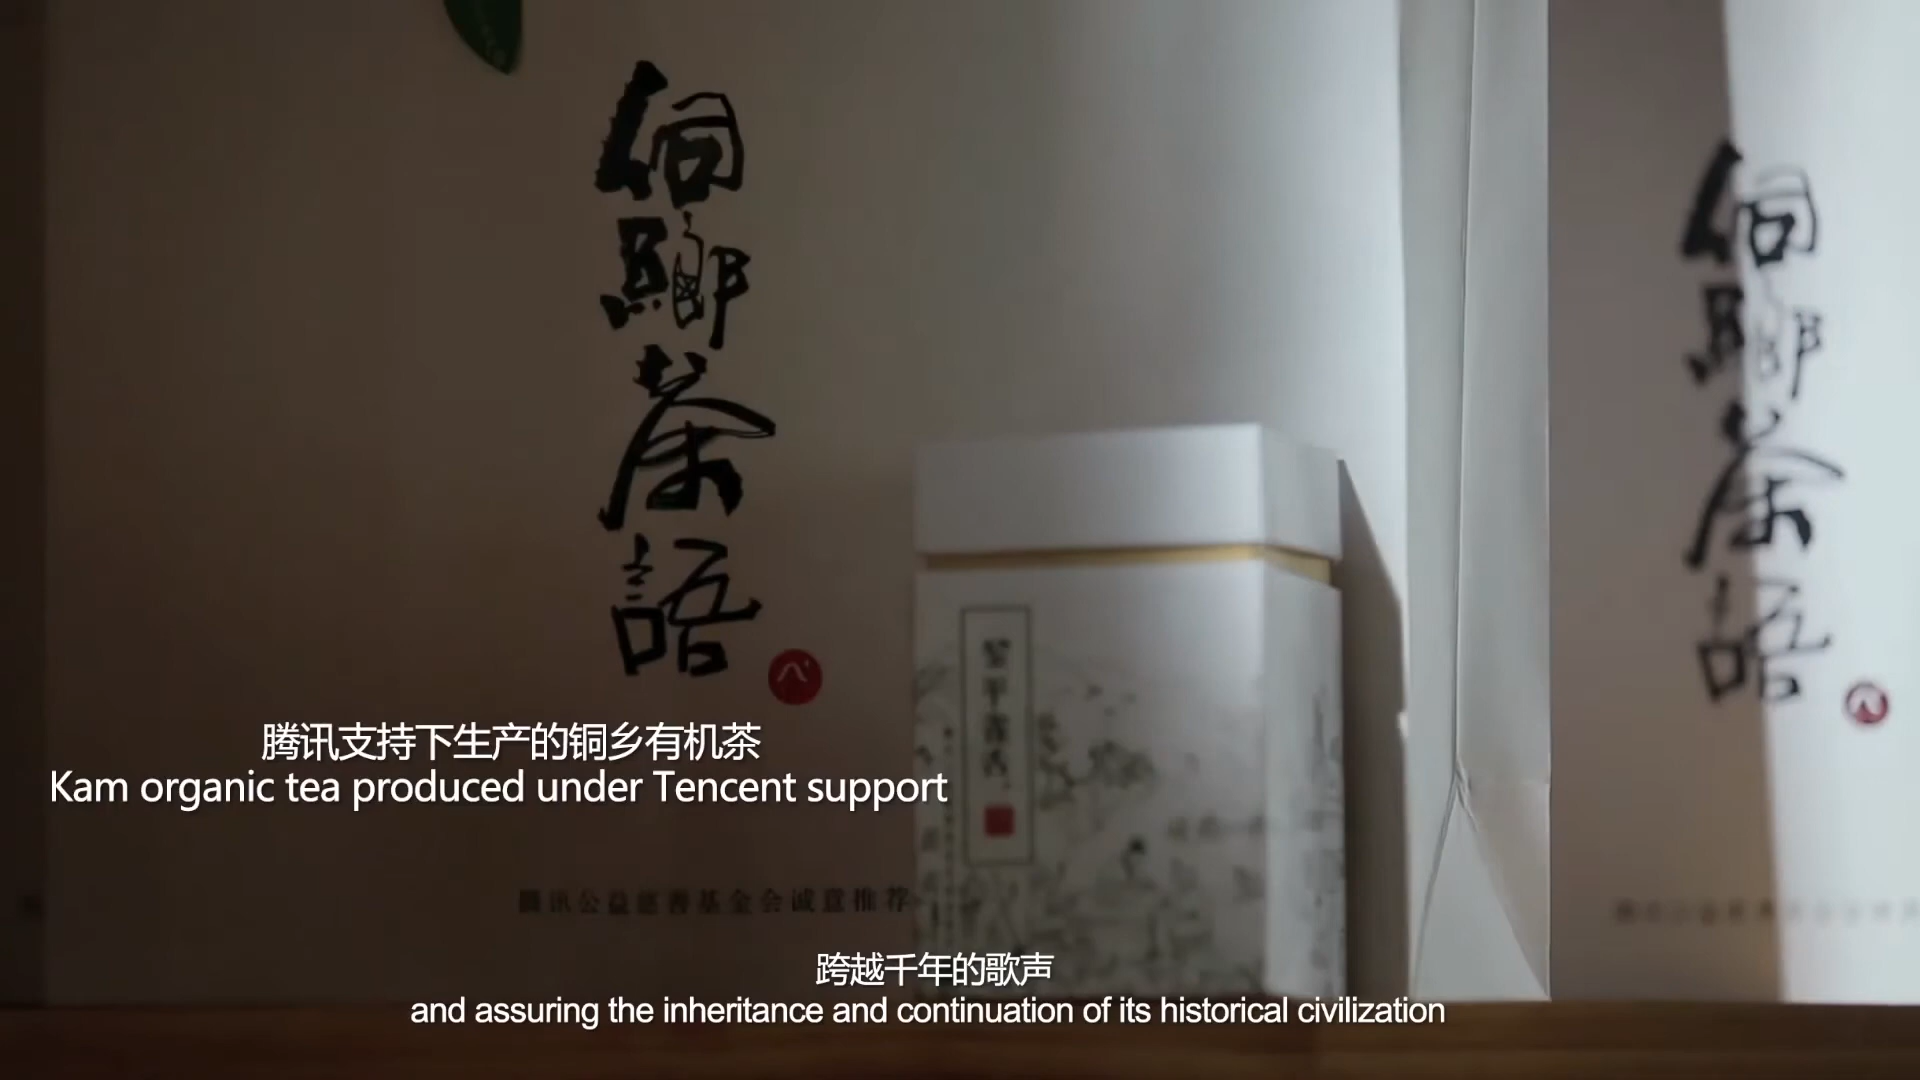 铜鄉茶語
腾讯支持下生产的铜乡有机茶
Kam organic tea produced under Tencent support
腾讯公益慈善基金会诚意推荐
跨越千年的歌声
and assuring the inheritance and continuation of its historical civilization
铜鄉茶語